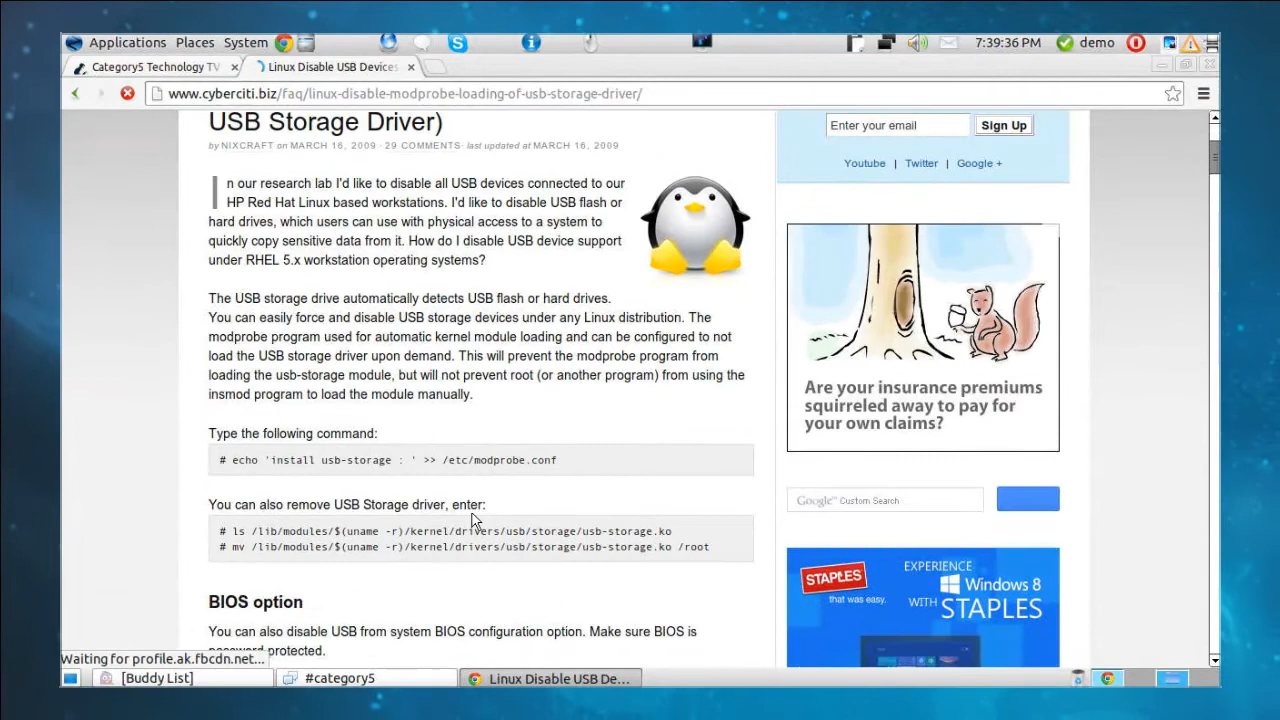 Applications Places System
7:39:36 PM demo
Category5 Technology TV
Linux Disable USB Devices
www.cyberciti.biz/faq/linux-disable-modprobe-loading-of-usb-storage-driver/
USB Storage Driver)
by NIXCRAFT on MARCH 16, 2009 · 29 COMMENTS · last updated at MARCH 16, 2009
In our research lab I'd like to disable all USB devices connected to our
HP Red Hat Linux based workstations. I'd like to disable USB flash or
hard drives, which users can use with physical access to a system to
quickly copy sensitive data from it. How do I disable USB device support
under RHEL 5.x workstation operating systems?
The USB storage drive automatically detects USB flash or hard drives.
You can easily force and disable USB storage devices under any Linux distribution. The
modprobe program used for automatic kernel module loading and can be configured to not
load the USB storage driver upon demand. This will prevent the modprobe program from
loading the usb-storage module, but will not prevent root (or another program) from using the
insmod program to load the module manually.
Type the following command:
# echo 'install usb-storage : ' >> /etc/modprobe.conf
You can also remove USB Storage driver, enter:
# ls /lib/modules/$(uname -r)/kernel/drivers/usb/storage/usb-storage.ko
# mv /lib/modules/$(uname -r)/kernel/drivers/usb/storage/usb-storage.ko /root
BIOS option
You can also disable USB from system BIOS configuration option. Make sure BIOS is
password protected.
Enter your email Sign Up
Youtube | Twitter | Google +
Are your insurance premiums
squirreled away to pay for
your own claims?
Google™ Custom Search
STAPLES
that was easy.
EXPERIENCE
Windows 8
WITH STAPLES
Waiting for profile.ak.fbcdn.net...
[Buddy List]
#category5
Linux Disable USB De...